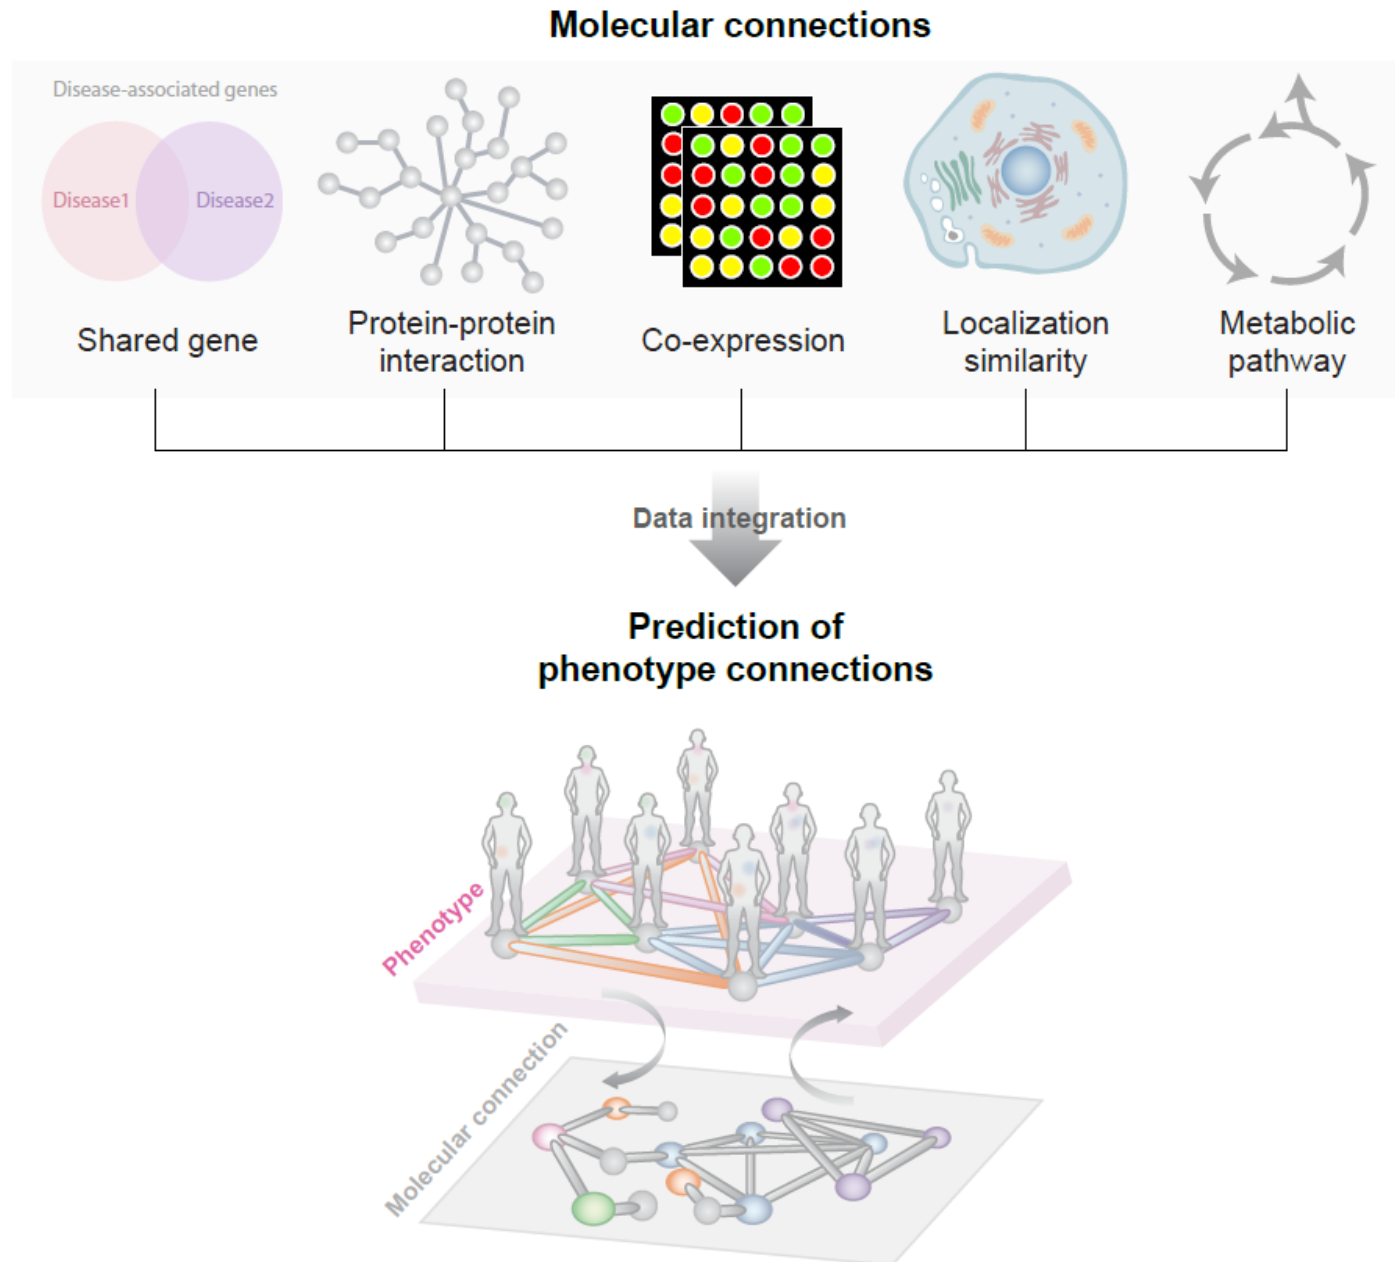 Molecular connections
Disease-associated genes
Disease1
Disease2
Shared gene
Protein-protein
interaction
Co-expression
Localization
similarity
Metabolic
pathway
Data integration
Prediction of
phenotype connections
Phenotype
Molecular connection